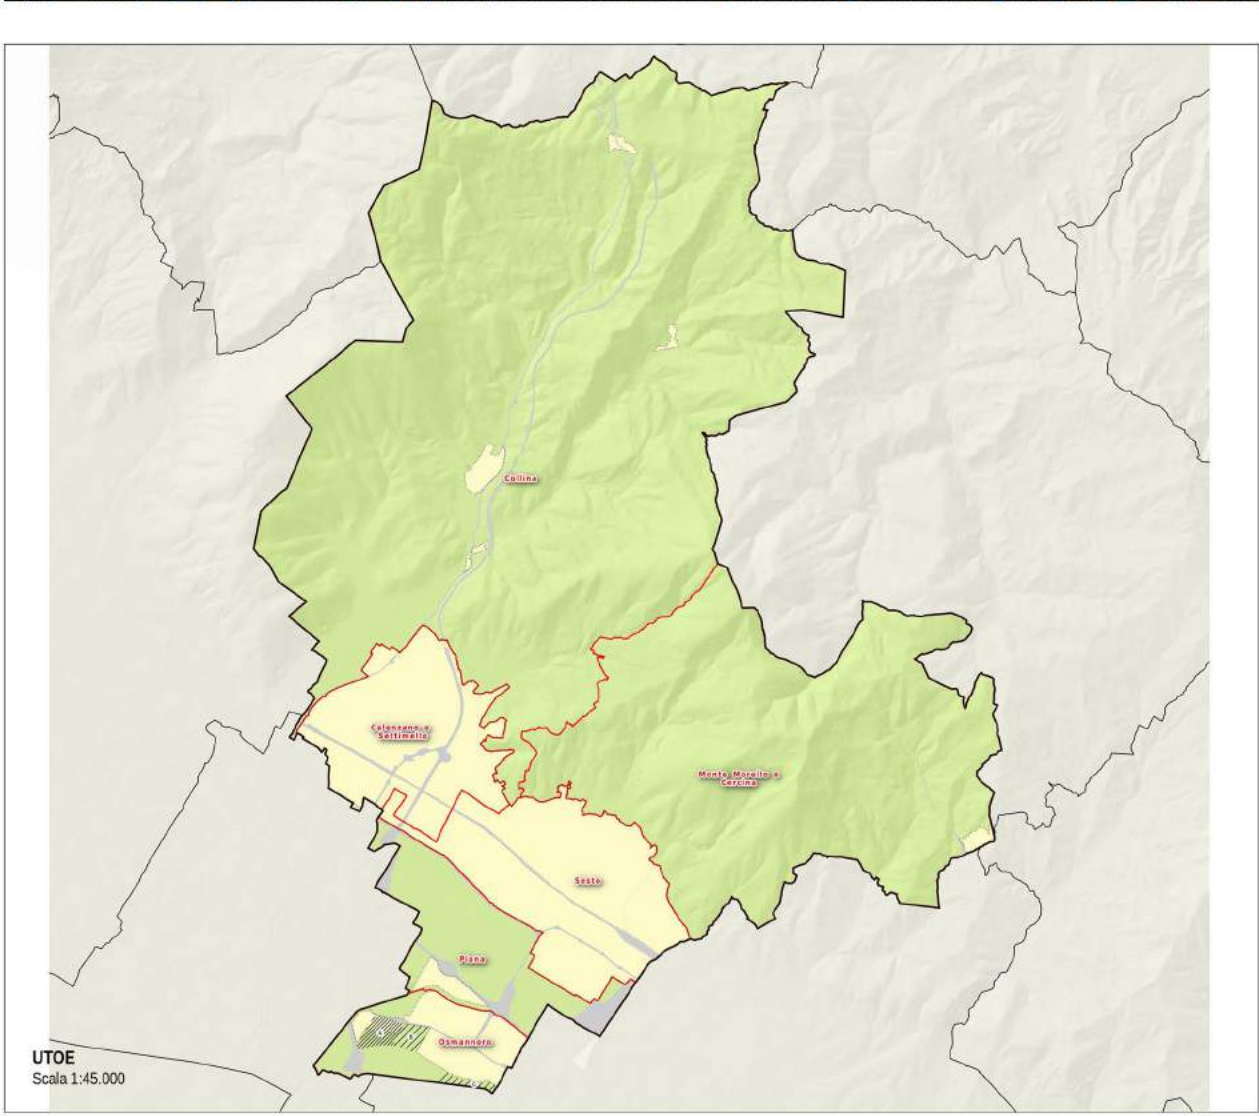 Collina
Calenzano e
Settimello
Monte Morello e
Cercina
Sesto
Piana
Osmannoro
UTOE
Scala 1:45.000